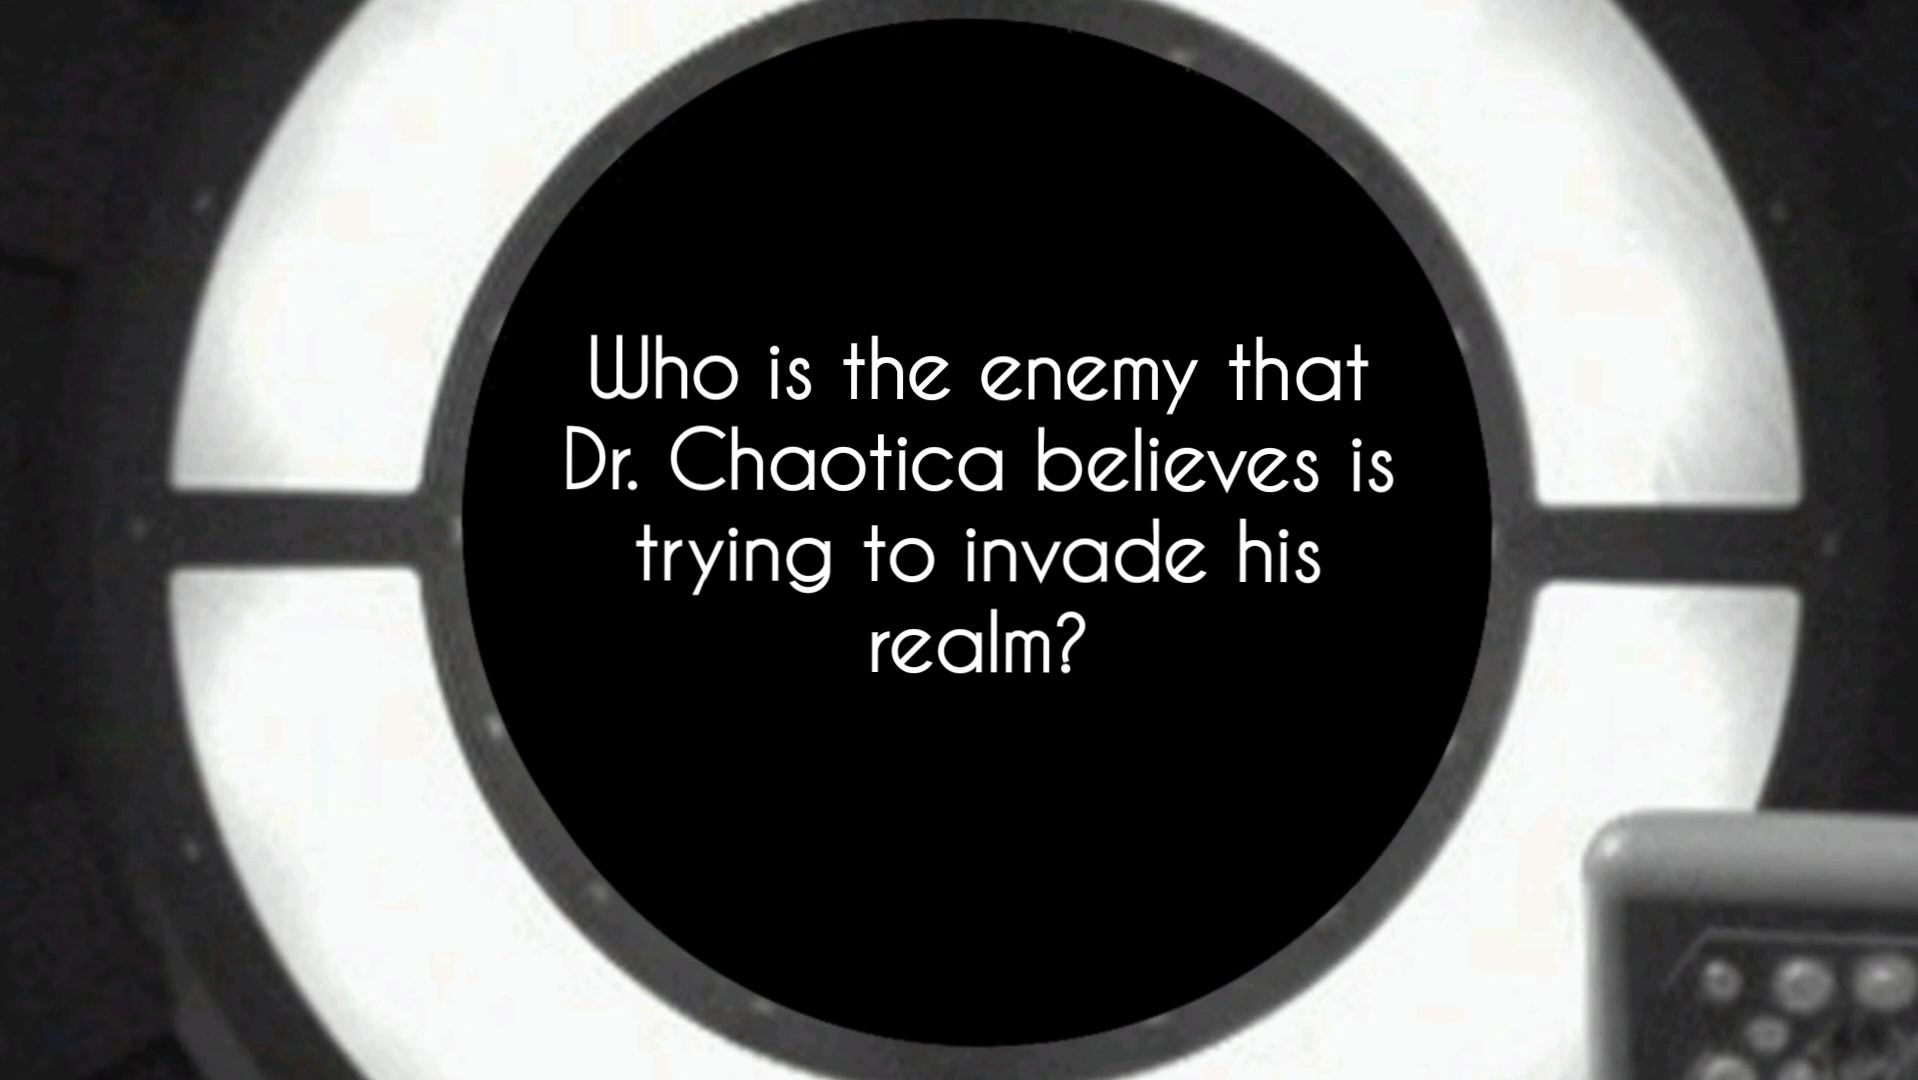 Who is the enemy that
Dr. Chaotica believes is
trying to invade his
realm?